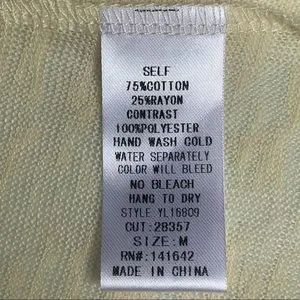 SELF
75%COTTON
25%RAYON
CONTRAST
100%POLYESTER
HAND WASH COLD
WATER SEPARATELY
COLOR WILL BLEED
NO BLEACH
HANG TO DRY
STYLE YL16809
CUT:28357
SIZE:M
RN#:141642
MADE IN CHINA